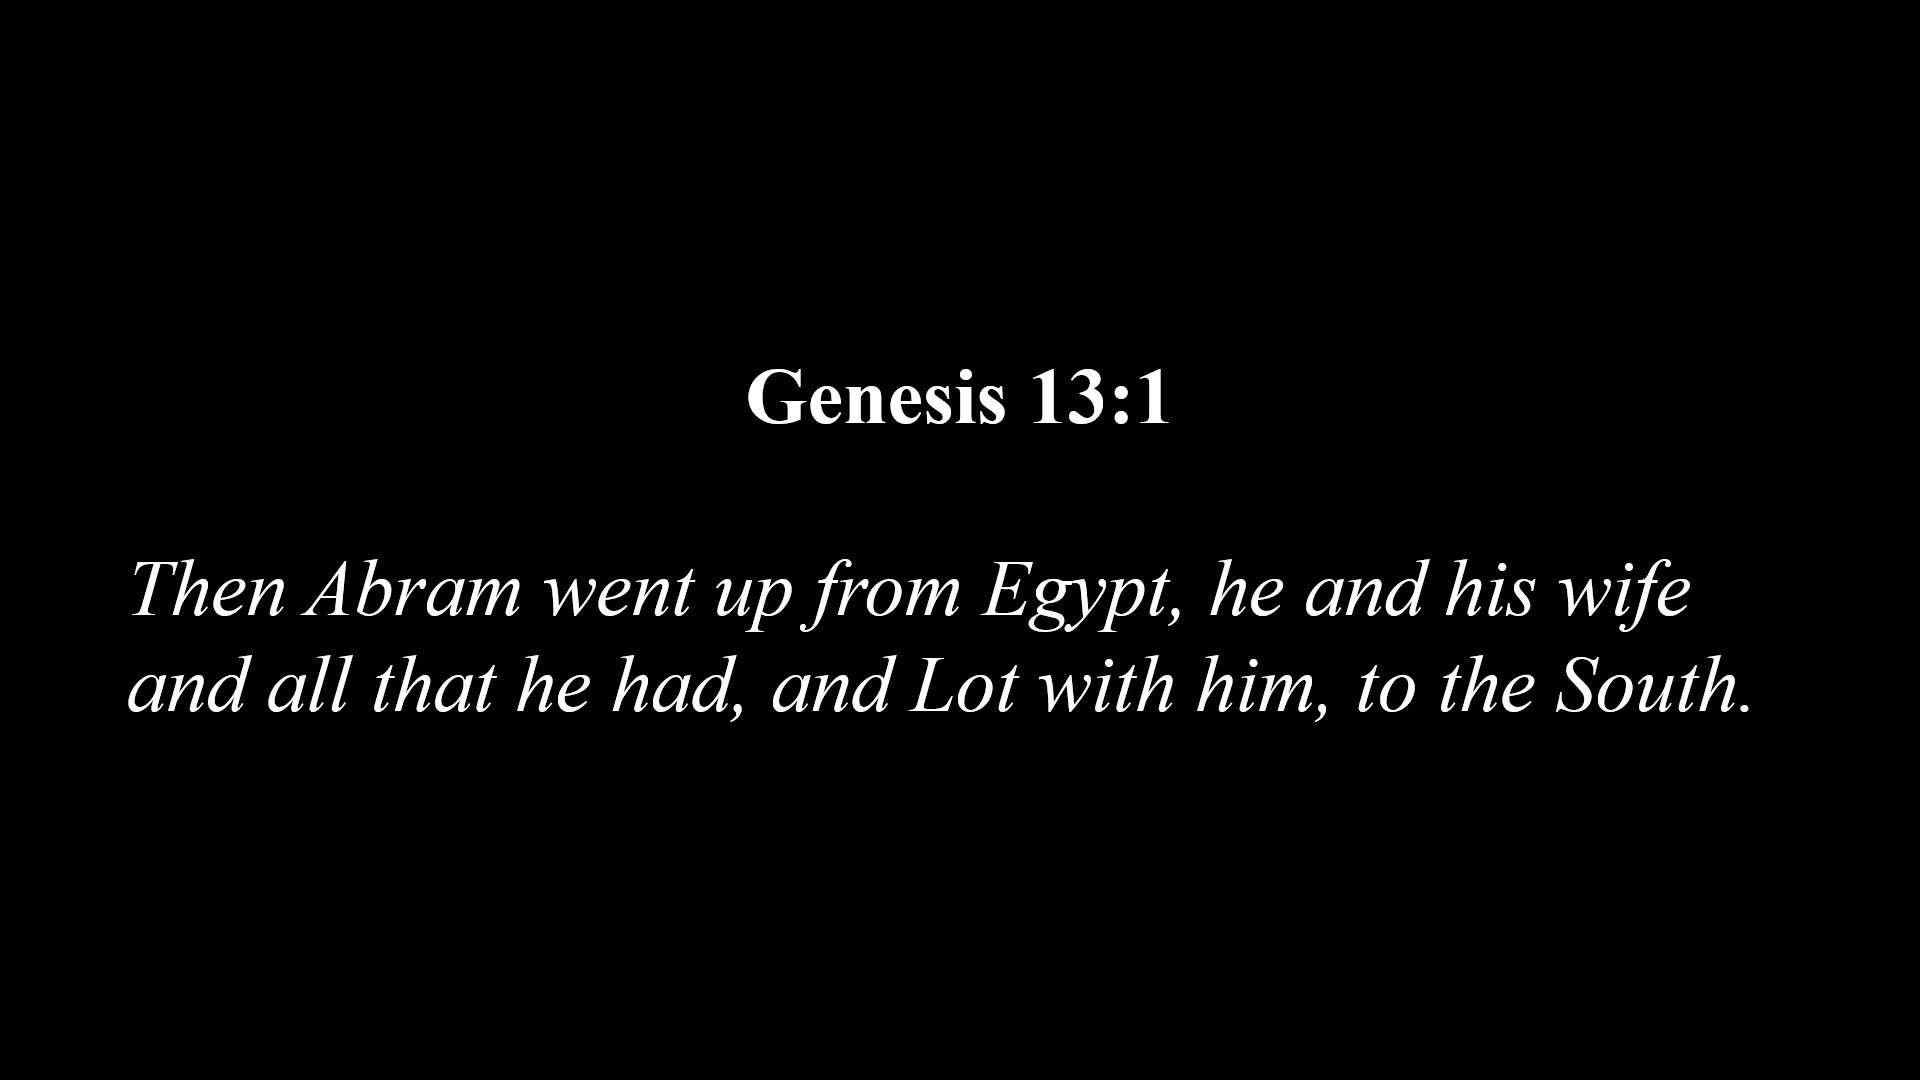 Genesis 13:1
Then Abram went up from Egypt, he and his wife
and all that he had, and Lot with him, to the South.